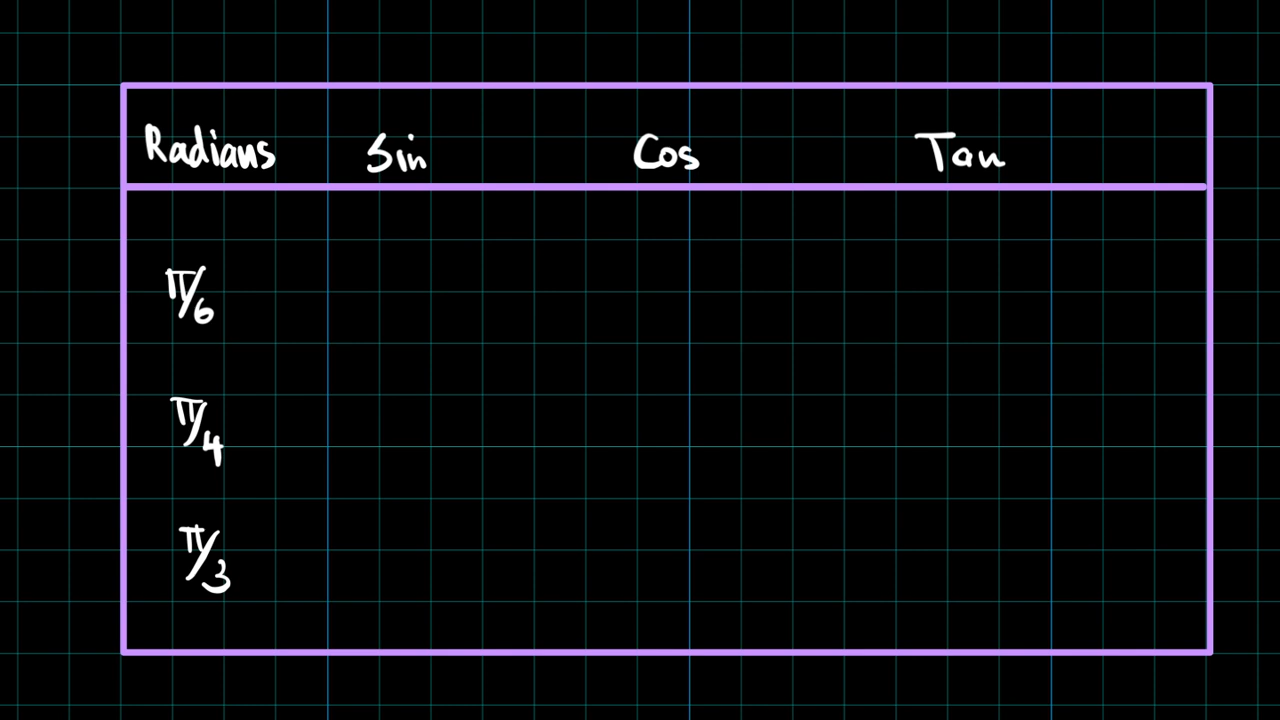 Radians Sin Cos Tan
π/6
π/4
π/3